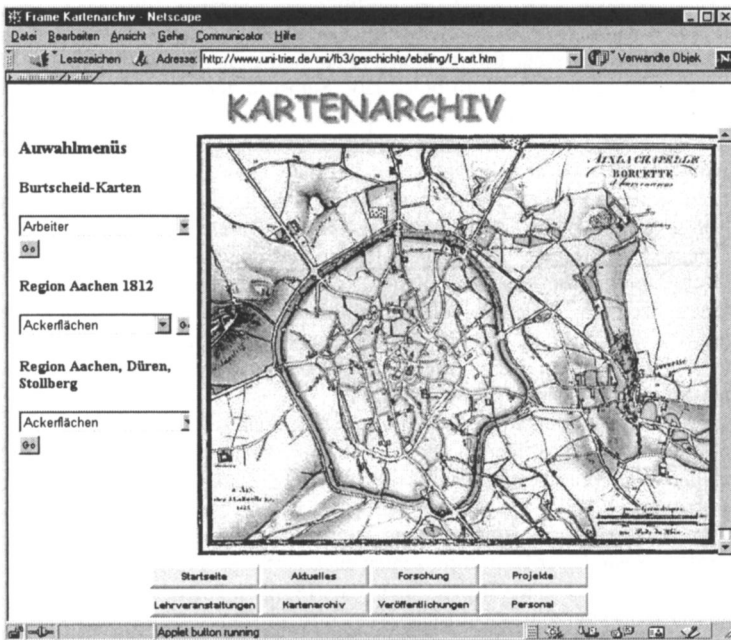 Frame Kartenarchiv - Netscape
Datei Bearbeiten Ansicht Gehe Communicator Hilfe
Lesezeichen Adresse: http://www.uni-trier.de/uni/fb3/geschichte/ebeling/f_kart.htm Verwandte Objek N
KARTENARCHIV
Auwahlmenüs
Burtscheid-Karten
Arbeiter
Go
Region Aachen 1812
Ackerflächen
Region Aachen, Düren,
Stollberg
Ackerflächen
Go
AIX LA CHAPELLE
BORCETTE
Startseite Aktuelles Forschung Projekte
Lehrveranstaltungen Kartenarchiv Veröffentlichungen Personal
Applet button running